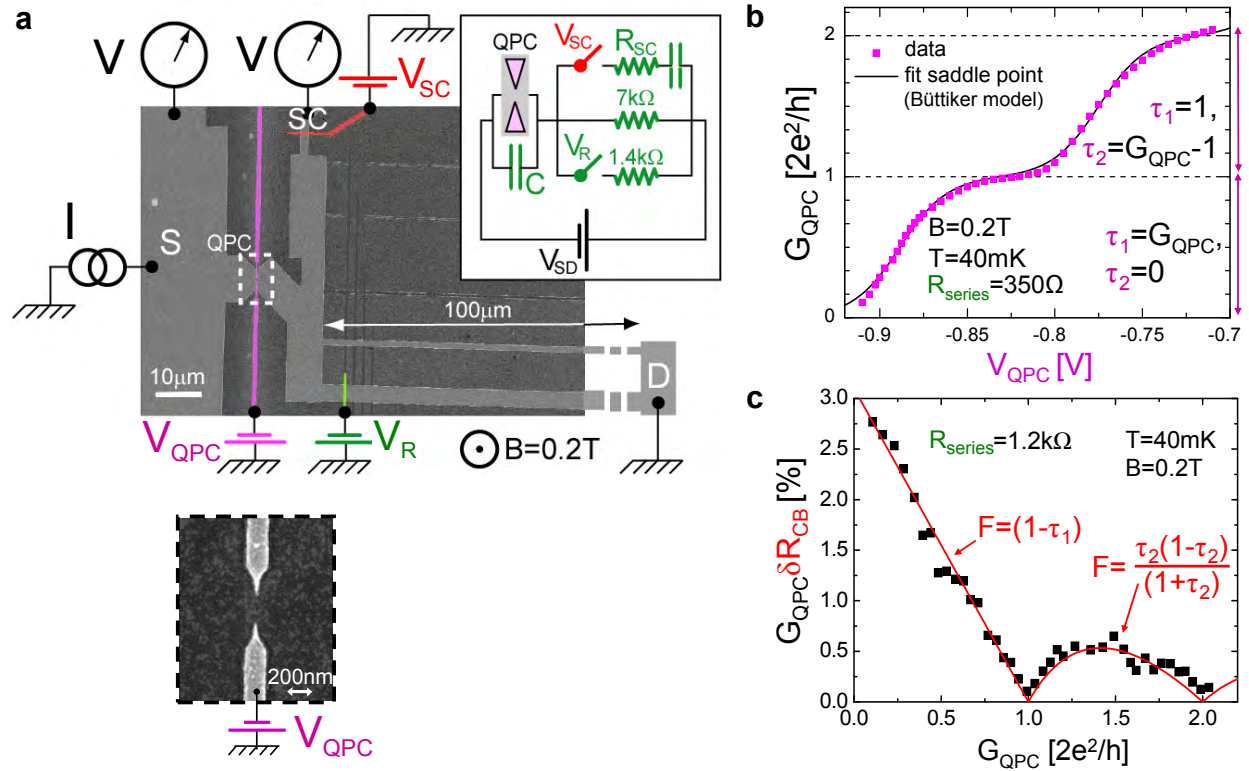 a
V
V
V_SC
SC
I
S
QPC
10μm
100μm
D
V_QPC
V_R
B=0.2T
QPC
V_SC
R_SC
7kΩ
V_R
1.4kΩ
C
V_SD
200nm
V_QPC
b
G_QPC [2e²/h]
2
1
0
data
fit saddle point
(Büttiker model)
τ₁=1,
τ₂=G_QPC-1
B=0.2T
T=40mK
R_series=350Ω
τ₁=G_QPC,
τ₂=0
-0.9 -0.85 -0.8 -0.75 -0.7
V_QPC [V]
c
G_QPC δR_CB [%]
3.0
2.5
2.0
1.5
1.0
0.5
0.0
R_series=1.2kΩ
T=40mK
B=0.2T
F=(1-τ₁)
F= τ₂(1-τ₂)
(1+τ₂)
0.0 0.5 1.0 1.5 2.0
G_QPC [2e²/h]